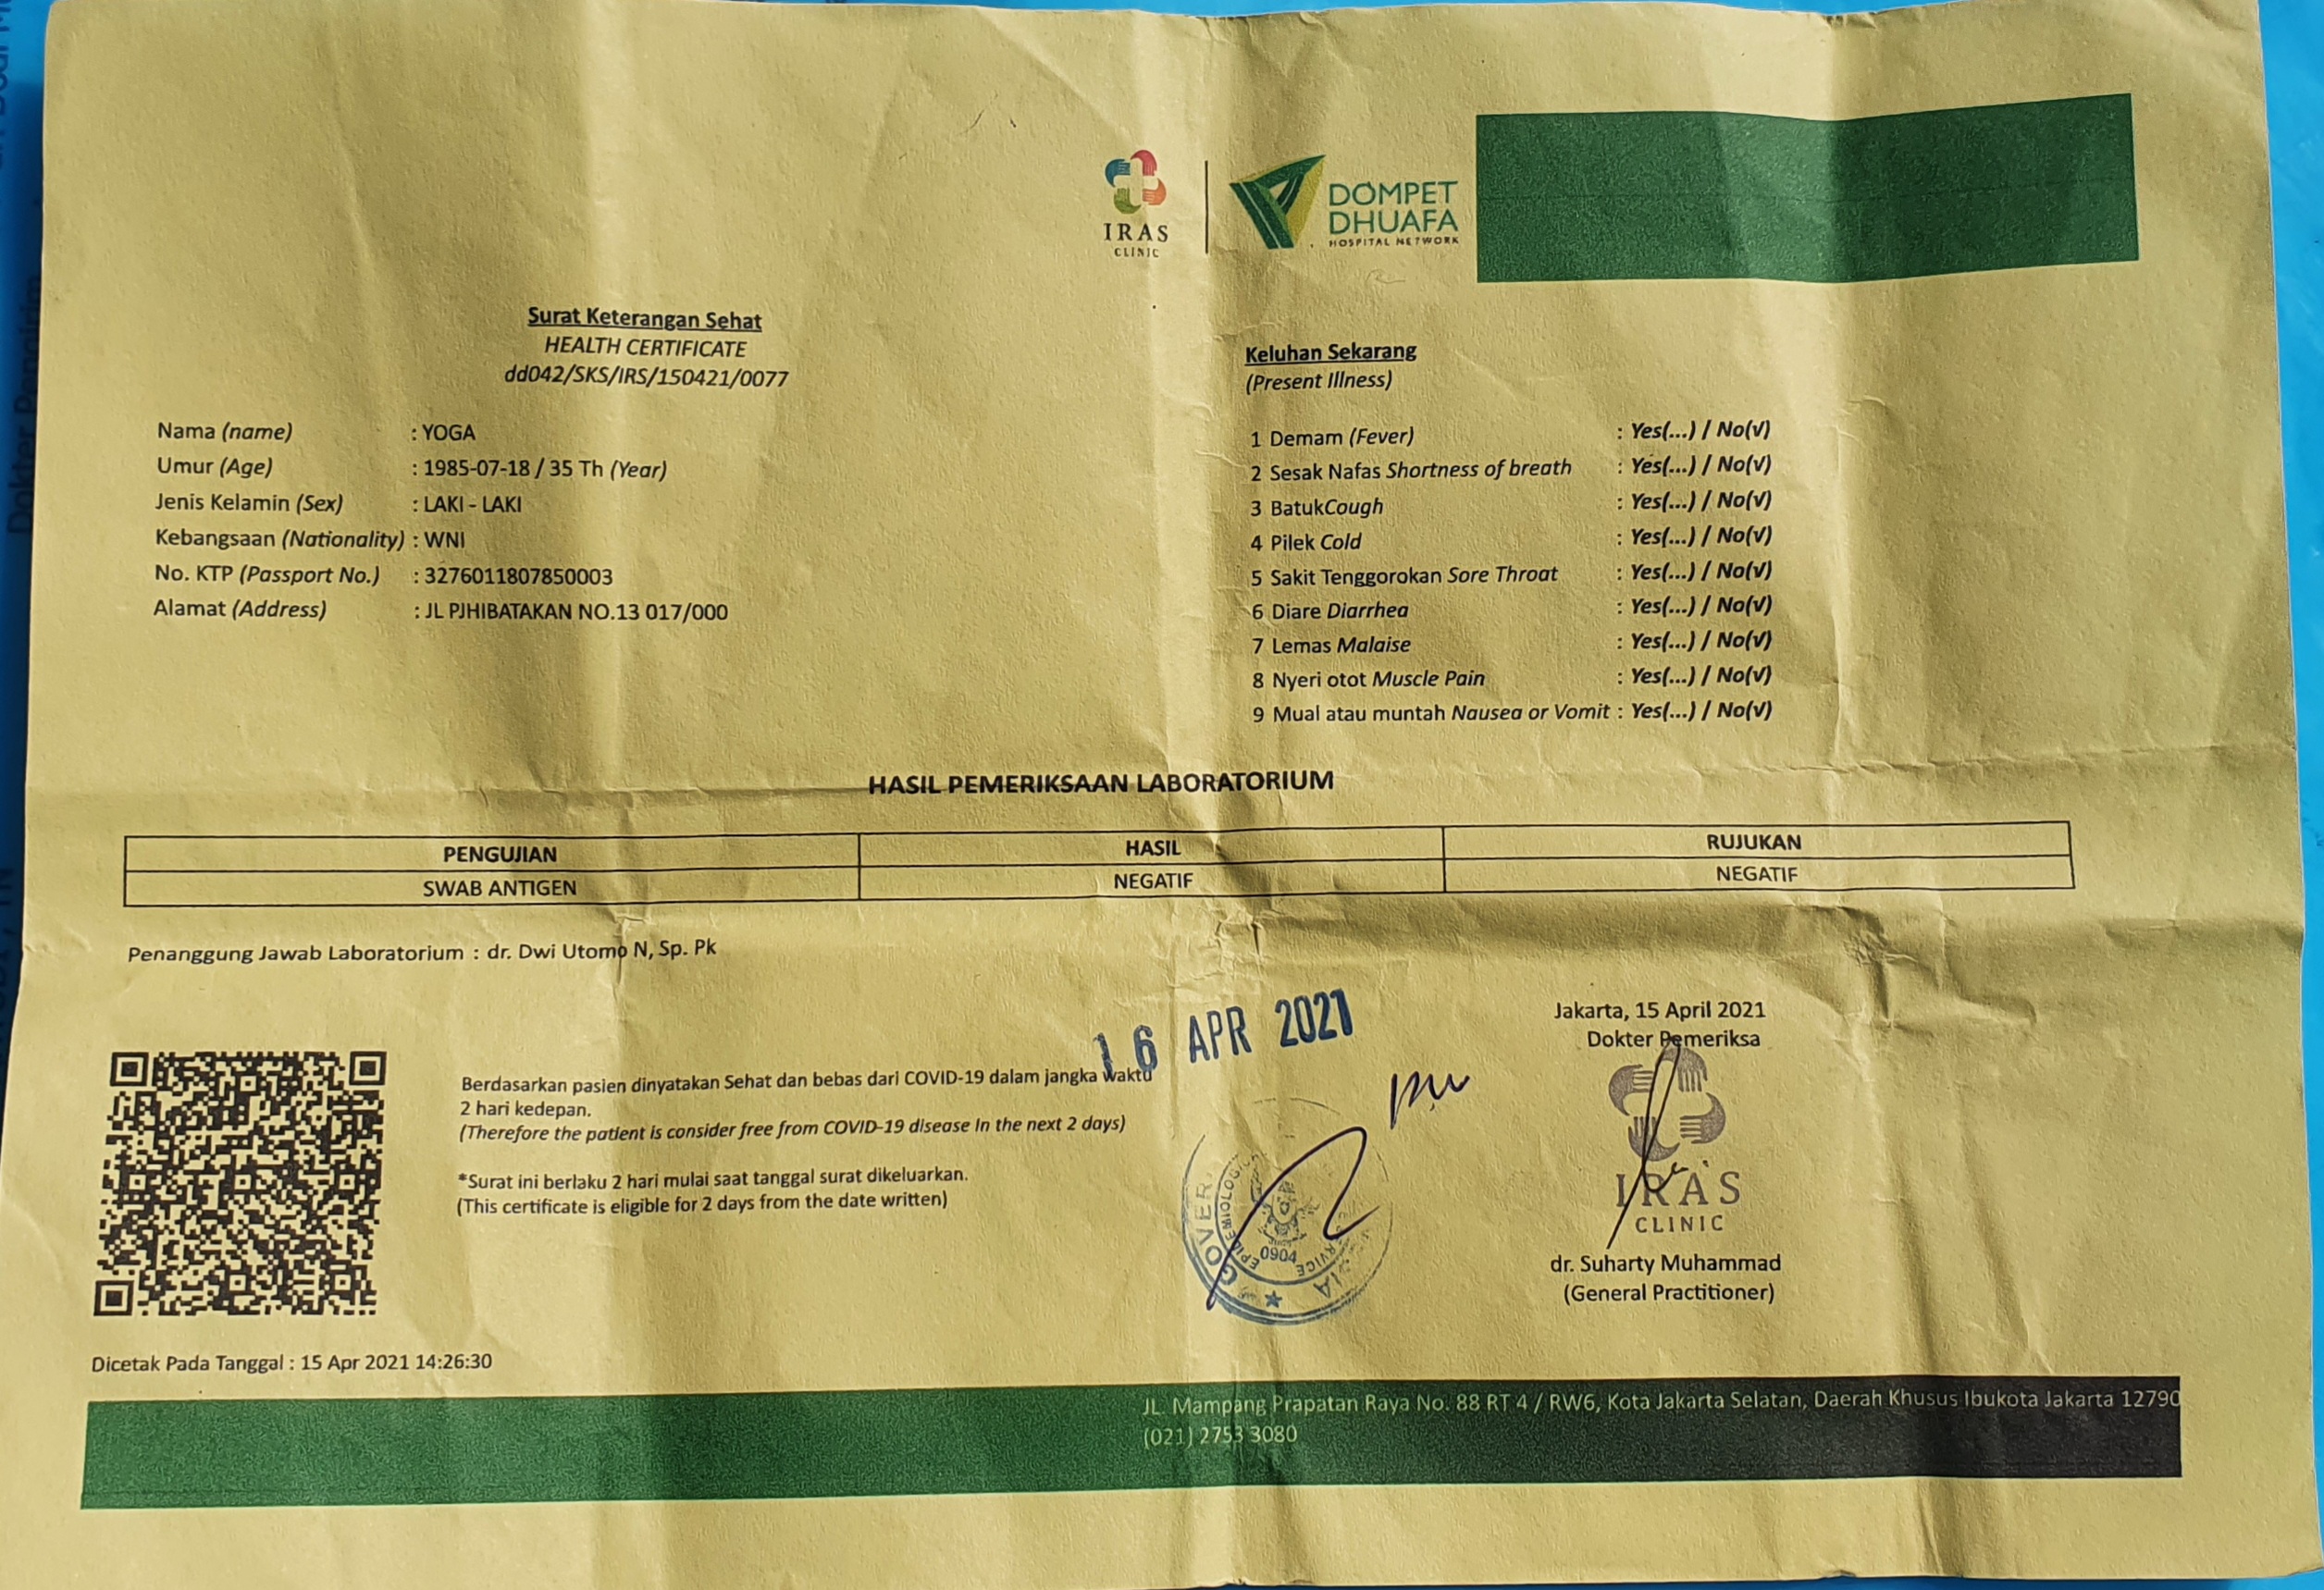 IRAS
CLINIC
DOMPET
DHUAFA
HOSPITAL NETWORK
Surat Keterangan Sehat
HEALTH CERTIFICATE
dd042/SKS/IRS/150421/0077
Nama (name) : YOGA
Umur (Age) : 1985-07-18 / 35 Th (Year)
Jenis Kelamin (Sex) : LAKI - LAKI
Kebangsaan (Nationality) : WNI
No. KTP (Passport No.) : 3276011807850003
Alamat (Address) : JL PJHIBATAKAN NO.13 017/000
Keluhan Sekarang
(Present Illness)
1 Demam (Fever) : Yes(...) / No(√)
2 Sesak Nafas Shortness of breath : Yes(...) / No(√)
3 BatukCough : Yes(...) / No(√)
4 Pilek Cold : Yes(...) / No(√)
5 Sakit Tenggorokan Sore Throat : Yes(...) / No(√)
6 Diare Diarrhea : Yes(...) / No(√)
7 Lemas Malaise : Yes(...) / No(√)
8 Nyeri otot Muscle Pain : Yes(...) / No(√)
9 Mual atau muntah Nausea or Vomit : Yes(...) / No(√)
HASIL PEMERIKSAAN LABORATORIUM
PENGUJIAN HASIL RUJUKAN
SWAB ANTIGEN NEGATIF NEGATIF
Penanggung Jawab Laboratorium : dr. Dwi Utomo N, Sp. Pk
16 APR 2021
Berdasarkan pasien dinyatakan Sehat dan bebas dari COVID-19 dalam jangka waktu
2 hari kedepan.
(Therefore the patient is consider free from COVID-19 disease In the next 2 days)
*Surat ini berlaku 2 hari mulai saat tanggal surat dikeluarkan.
(This certificate is eligible for 2 days from the date written)
0904
Jakarta, 15 April 2021
Dokter Pemeriksa
IRAS
CLINIC
dr. Suharty Muhammad
(General Practitioner)
Dicetak Pada Tanggal : 15 Apr 2021 14:26:30
JL. Mampang Prapatan Raya No. 88 RT 4 / RW6, Kota Jakarta Selatan, Daerah Khusus Ibukota Jakarta 12790
(021) 2753 3080